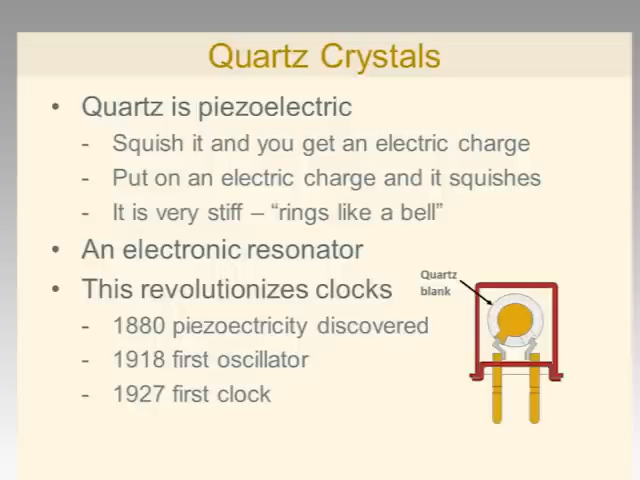 Quartz Crystals
• Quartz is piezoelectric
- Squish it and you get an electric charge
- Put on an electric charge and it squishes
- It is very stiff – “rings like a bell”
• An electronic resonator
• This revolutionizes clocks
Quartz
blank
- 1880 piezoectricity discovered
- 1918 first oscillator
- 1927 first clock